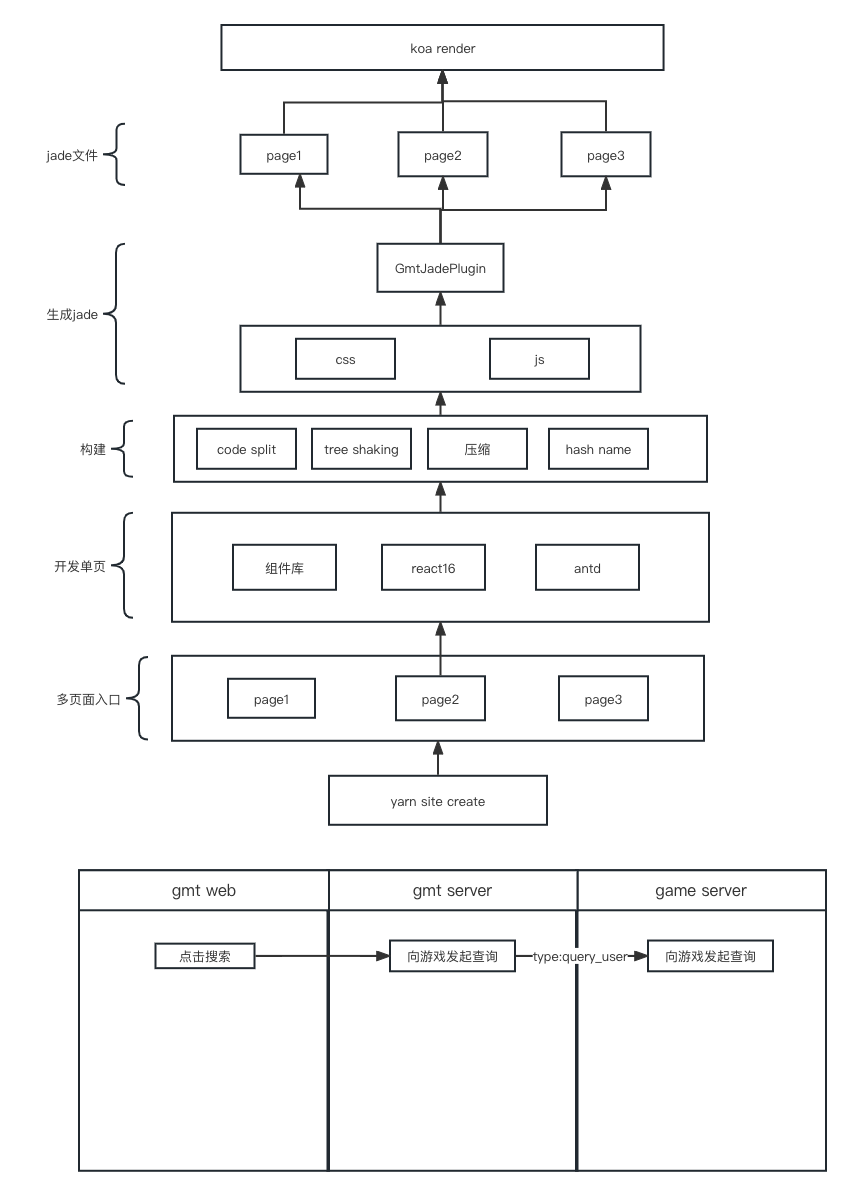 koa render
jade文件
page1
page2
page3
GmtJadePlugin
生成jade
css
js
构建
code split
tree shaking
压缩
hash name
开发单页
组件库
react16
antd
多页面入口
page1
page2
page3
yarn site create
gmt web
gmt server
game server
点击搜索
向游戏发起查询
type:query_user
向游戏发起查询